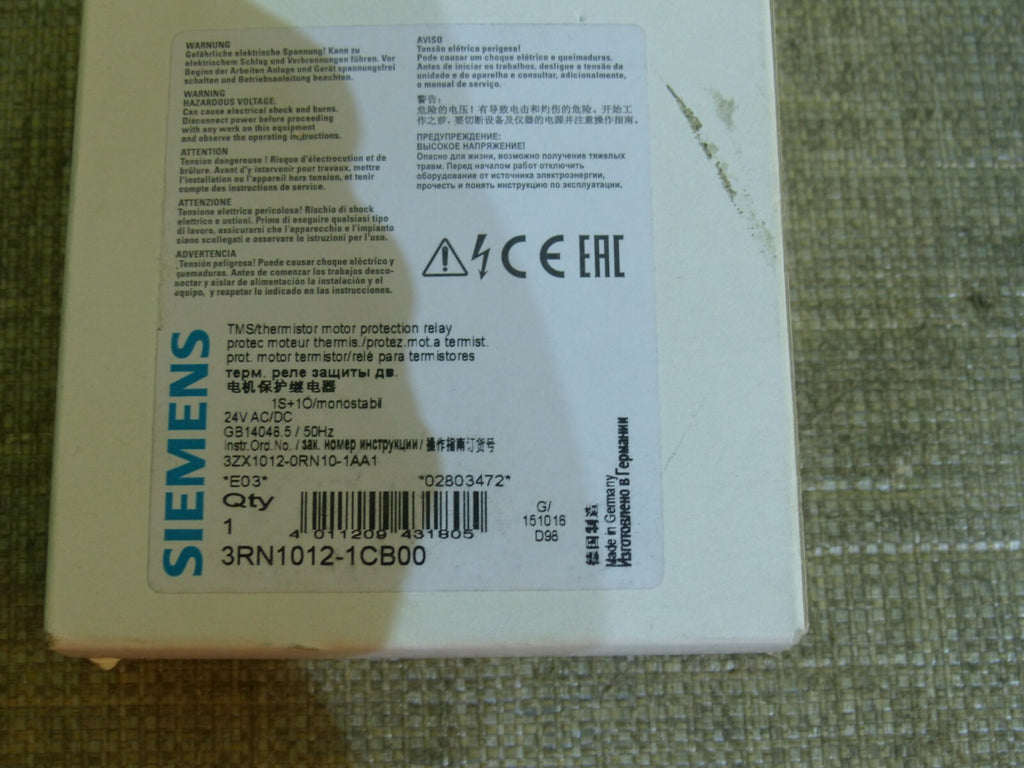 WARNUNG
Gefährliche elektrische Spannung! Kann zu
elektrischem Schlag und Verbrennungen führen. Vor
Beginn der Arbeiten Anlage und Gerät spannungsfrei
schalten und Betriebsanleitung beachten.
WARNING
HAZARDOUS VOLTAGE.
Can cause electrical shock and burns.
Disconnect power before proceeding
with any work on this equipment
and observe the operating instructions.
ATTENTION
Tension dangereuse ! Risque d'électrocution et de
brûlure. Avant d'y intervenir pour travaux, mettre
l'installation ou l'appareil hors tension, et tenir
compte des instructions de service.
ATTENZIONE
Tensione elettrica pericolosa! Rischio di shock
elettrico e ustioni. Prima di eseguire qualsiasi tipo
di lavoro, assicurarsi che l'apparecchio e l'impianto
siano scollegati e osservare le istruzioni per l'uso.
ADVERTENCIA
¡Tensión peligrosa! Puede causar choque eléctrico y
quemaduras. Antes de comenzar los trabajos desco-
nectar y aislar de alimentación la instalación y el
equipo, y respetar lo indicado en las instrucciones.
AVISO
Tensão elétrica perigosa!
Pode causar um choque elétrico e queimaduras.
Antes de iniciar os trabalhos, desligue a tensão da
unidade e do aparelho e consultar, adicionalmente,
o manual de serviço.
警告:
危险的电压！有导致电击和灼伤的危险。开始工
作之前，要切断设备及仪器的电源并注意操作指南。
ПРЕДУПРЕЖДЕНИЕ:
ВЫСОКОЕ НАПРЯЖЕНИЕ!
Опасно для жизни, возможно получение тяжелых
травм. Перед началом работ отключить
оборудование от источника электроэнергии,
прочесть и понять инструкцию по эксплуатации.
CE EAC
SIEMENS
TMS/thermistor motor protection relay
protec moteur thermis./protez.mot.a termist.
prot. motor termistor/relé para termistores
терм. реле защиты дв.
电机保护继电器
1S+1Ö/monostabil
24V AC/DC
GB14048.5 / 50Hz
Instr.Ord.No. / зак. номер инструкции / 操作指南订货号
3ZX1012-0RN10-1AA1
*E03* *02803472*
Qty
1
4 011209 431805
3RN1012-1CB00
G/
151016
D98
德国制造
Made in Germany
Изготовлено в Германии